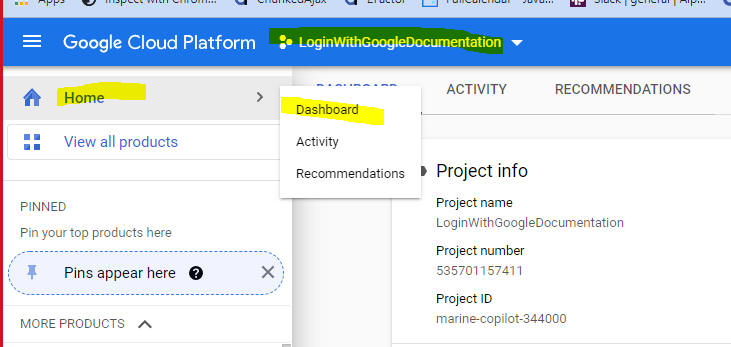 Apps
Inspect with Chrom...
ChunkedAjax
EFactor
FullCalendar - Java...
Slack | general | Alp...
Google Cloud Platform
LoginWithGoogleDocumentation
Home
DASHBOARD
ACTIVITY
RECOMMENDATIONS
Dashboard
Activity
Recommendations
View all products
PINNED
Pin your top products here
Pins appear here
MORE PRODUCTS
Project info
Project name
LoginWithGoogleDocumentation
Project number
535701157411
Project ID
marine-copilot-344000